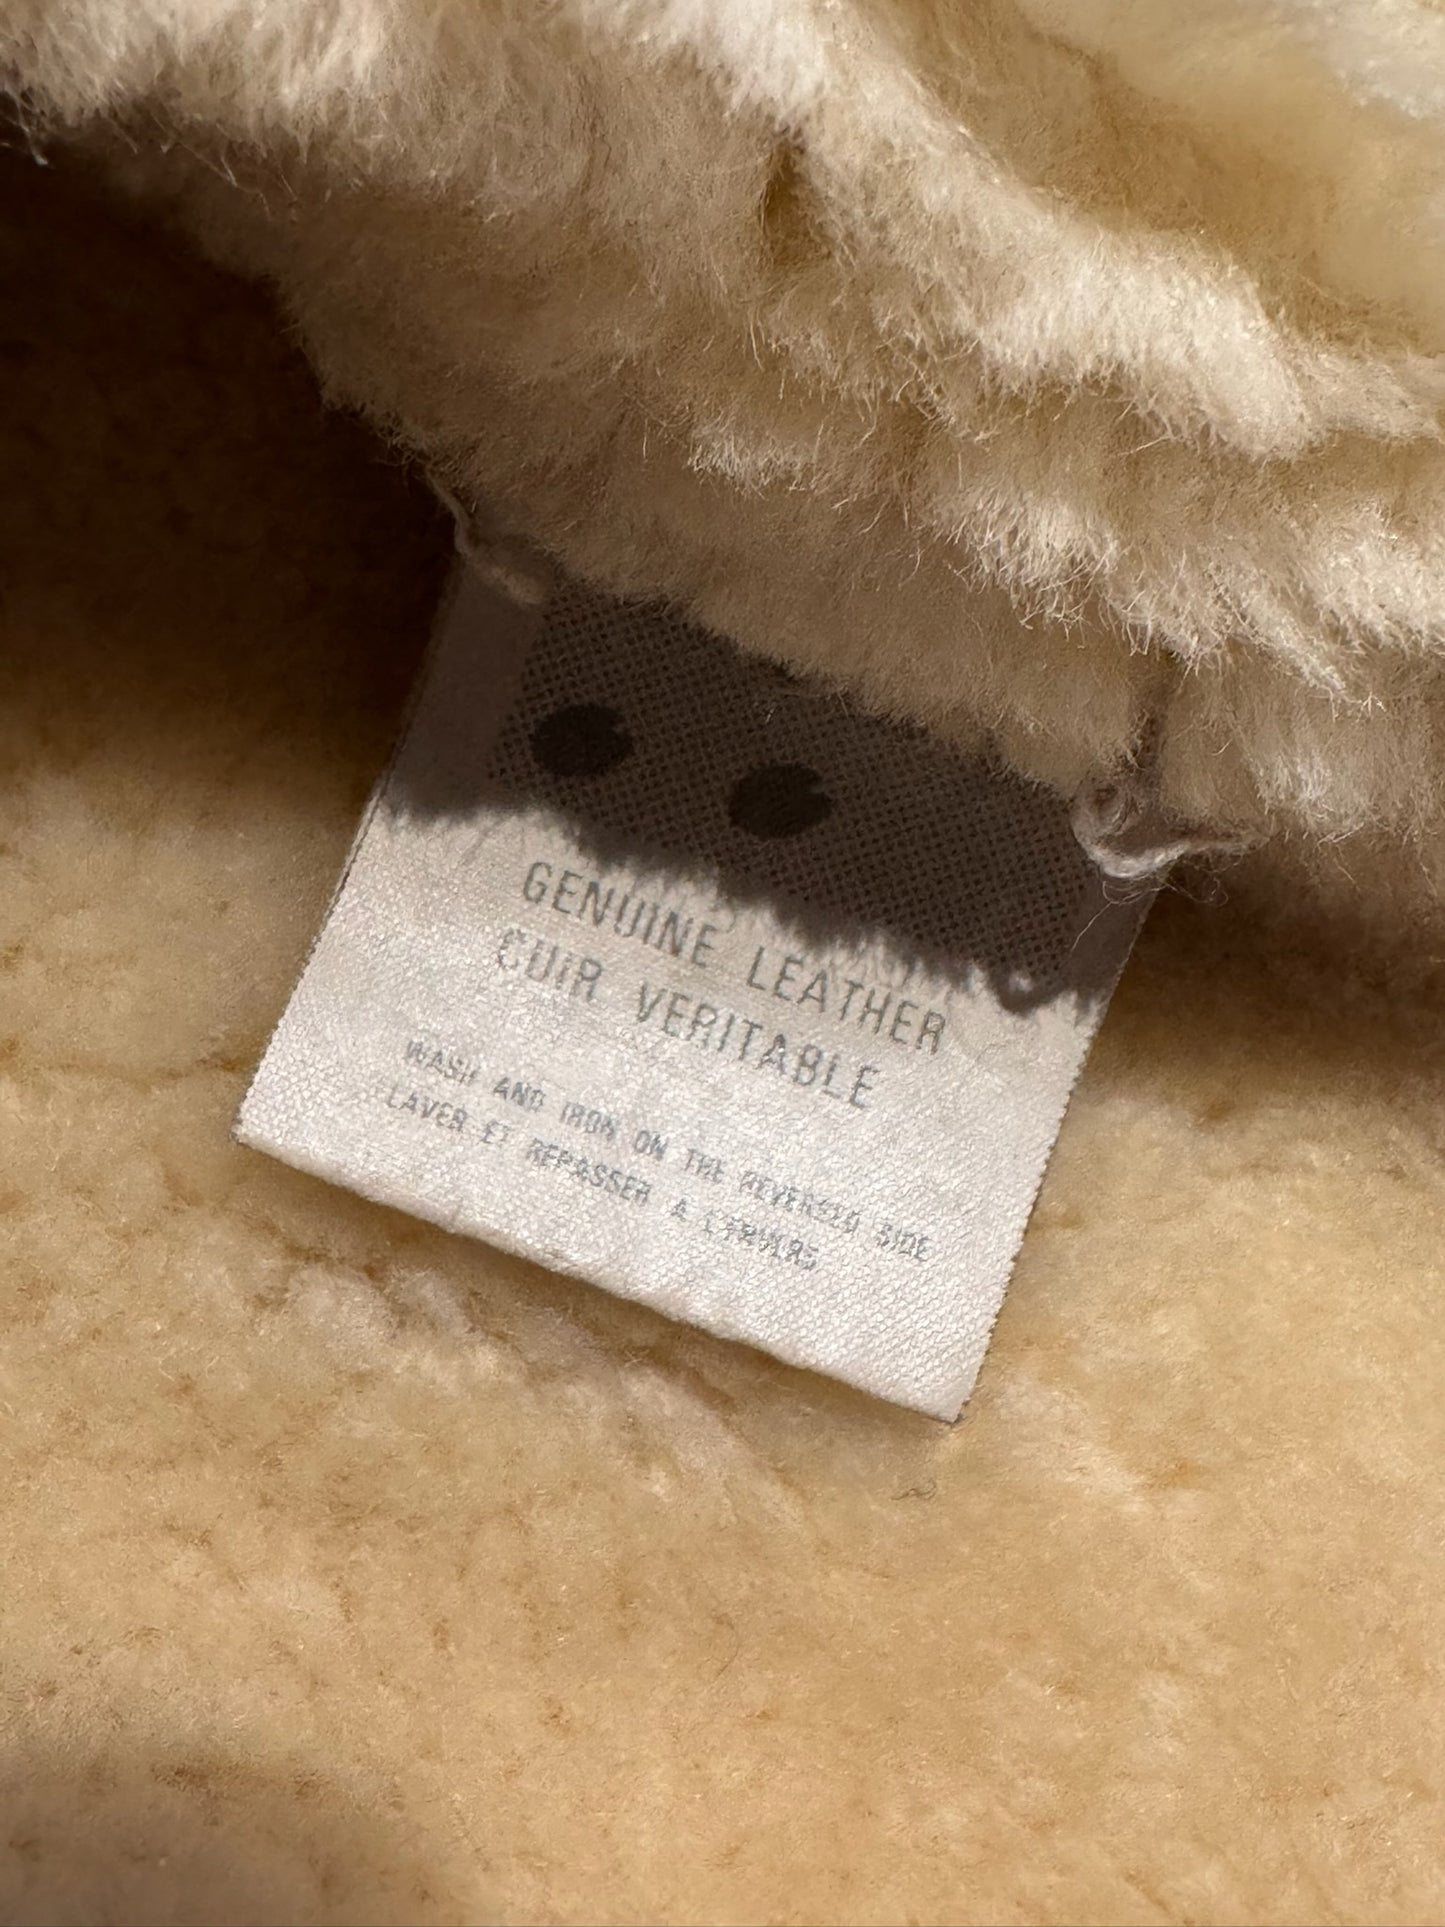 GENUINE LEATHER
CUIR VERITABLE
WASH AND IRON ON THE REVERSED SIDE
LAVER ET REPASSER A L'ENVERS